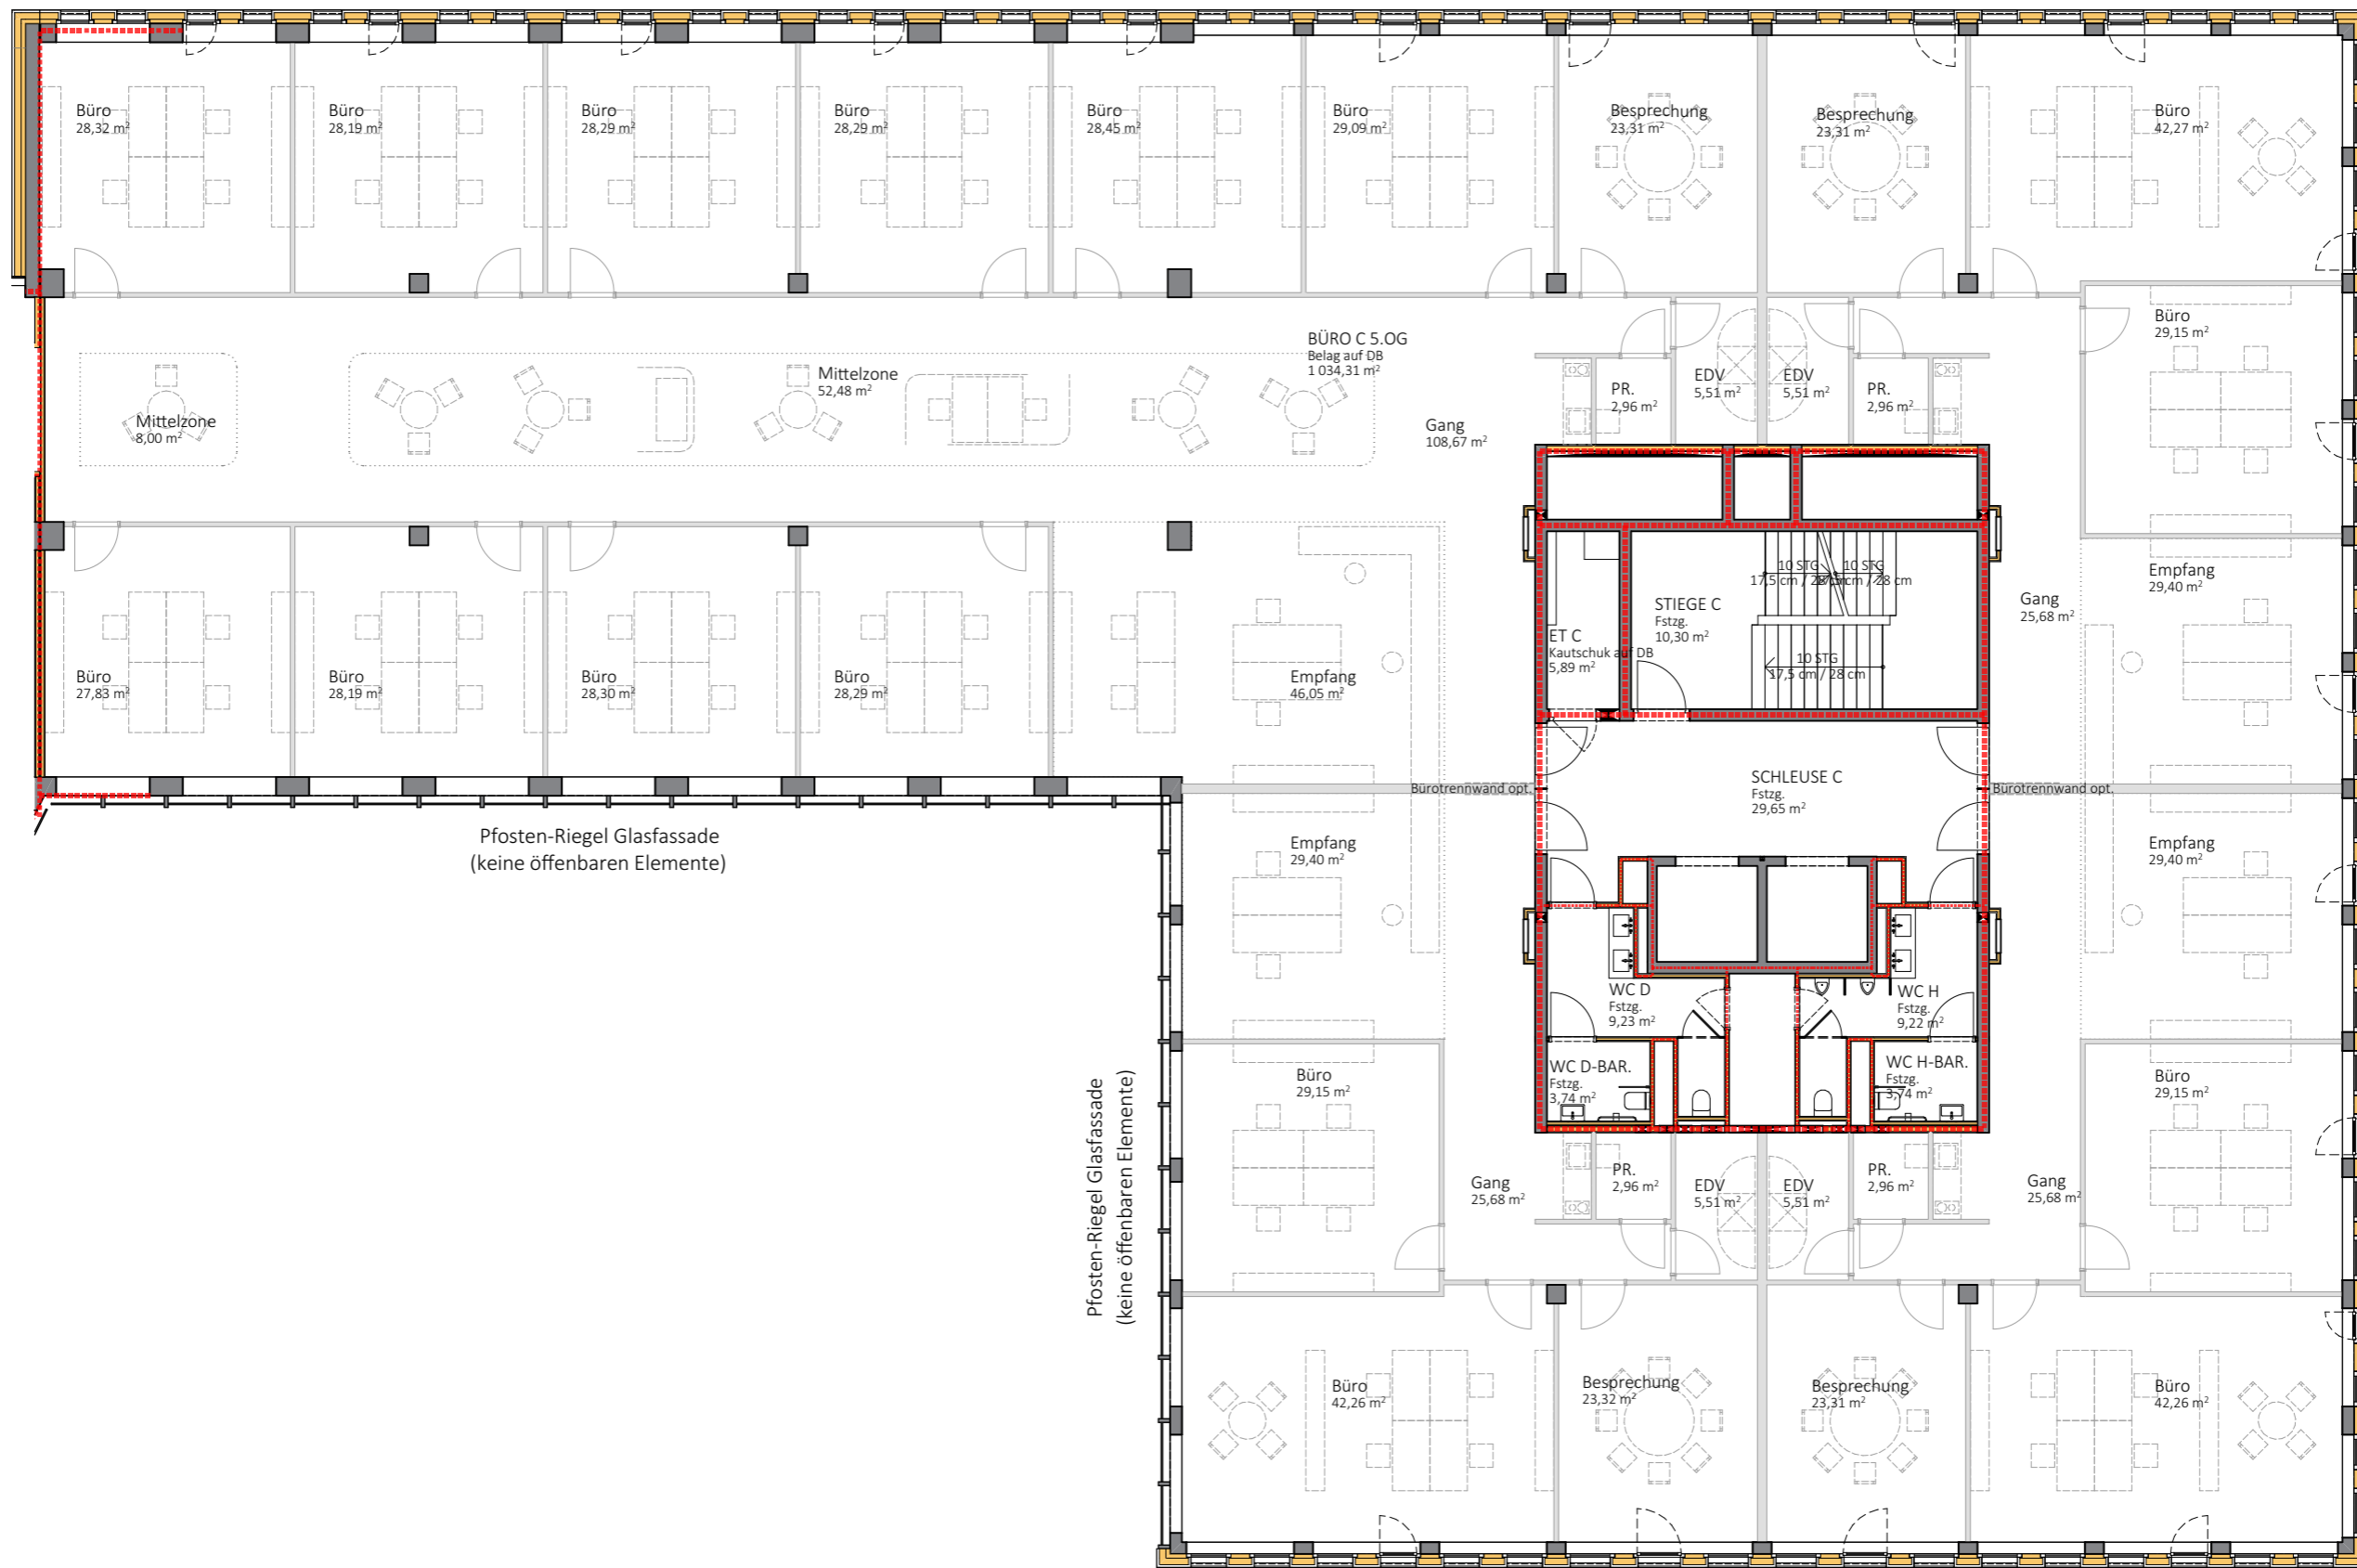 Büro
28,32 m²
Büro
28,19 m²
Büro
28,29 m²
Büro
28,29 m²
Büro
28,45 m²
Büro
29,09 m²
Besprechung
23,31 m²
Besprechung
23,31 m²
Büro
42,27 m²
Mittelzone
8,00 m²
Mittelzone
52,48 m²
BÜRO C 5.OG
Belag auf DB
1 034,31 m²
Gang
108,67 m²
PR.
2,96 m²
EDV
5,51 m²
EDV
5,51 m²
PR.
2,96 m²
Büro
29,15 m²
Büro
27,83 m²
Büro
28,19 m²
Büro
28,30 m²
Büro
28,29 m²
Empfang
46,05 m²
ET C
Kautschuk auf DB
5,89 m²
STIEGE C
Fstzg.
10,30 m²
10 STG
17,5 cm / 28 cm
10 STG
17,5 cm / 28 cm
10 STG
17,5 cm / 28 cm
Gang
25,68 m²
Empfang
29,40 m²
Bürotrennwand opt.
SCHLEUSE C
Fstzg.
29,65 m²
Bürotrennwand opt.
Pfosten-Riegel Glasfassade
(keine öffenbaren Elemente)
Empfang
29,40 m²
Empfang
29,40 m²
WC D
Fstzg.
9,23 m²
WC H
Fstzg.
9,22 m²
WC D-BAR.
Fstzg.
3,74 m²
WC H-BAR.
Fstzg.
3,74 m²
Pfosten-Riegel Glasfassade
(keine öffenbaren Elemente)
Büro
29,15 m²
Büro
29,15 m²
Gang
25,68 m²
PR.
2,96 m²
EDV
5,51 m²
EDV
5,51 m²
PR.
2,96 m²
Gang
25,68 m²
Büro
42,26 m²
Besprechung
23,32 m²
Besprechung
23,31 m²
Büro
42,26 m²